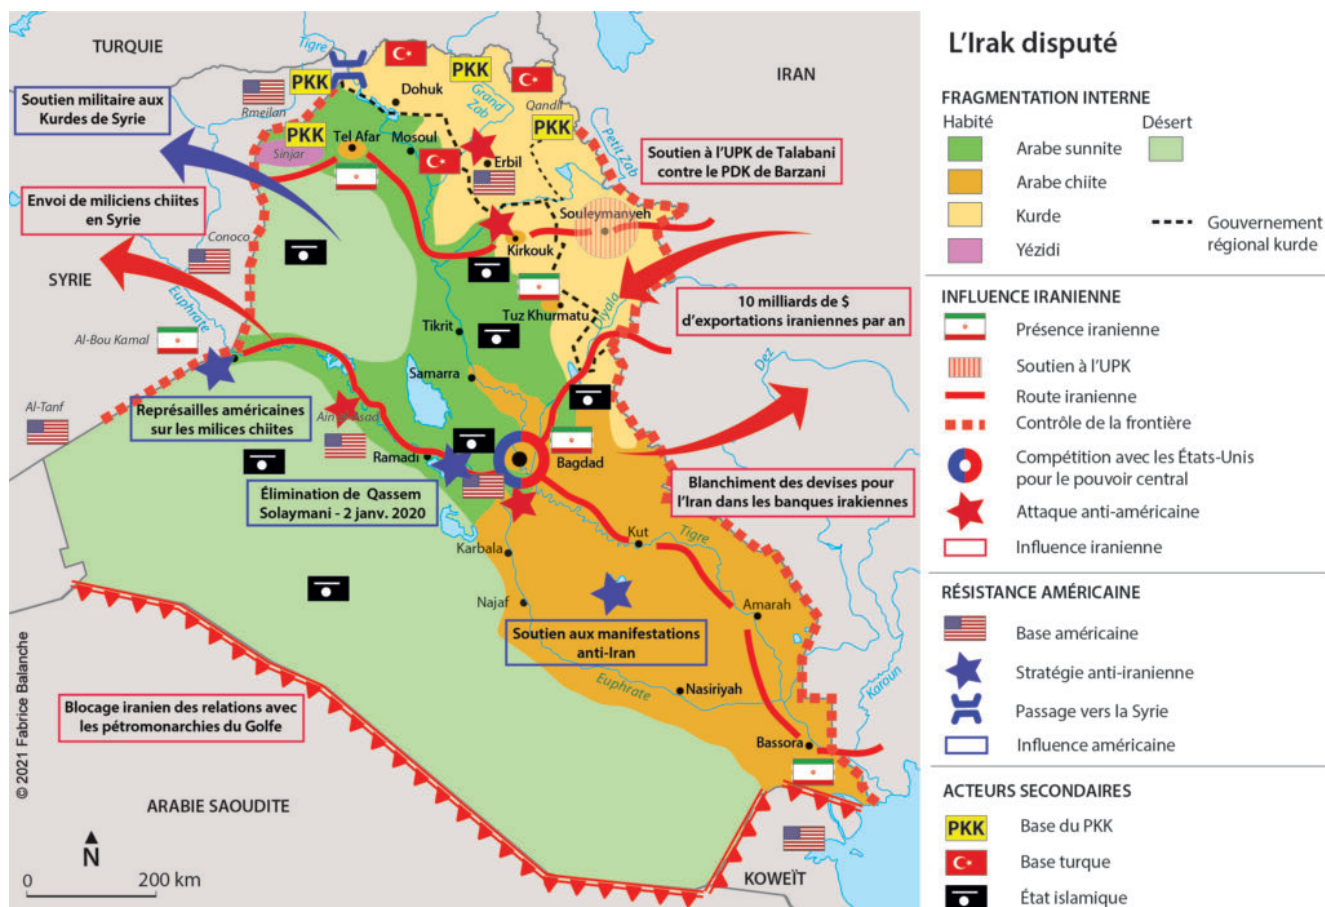 TURQUIE
IRAN
SYRIE
ARABIE SAOUDITE
KOWEÏT
Tigre
PKK
PKK
PKK
PKK
Soutien militaire aux
Kurdes de Syrie
Rmeilan
Dohuk
Grand
Zab
Qandil
Petit Zab
Tel Afar
Mosoul
Sinjar
Erbil
Soutien à l'UPK de Talabani
contre le PDK de Barzani
Envoi de miliciens chiites
en Syrie
Conoco
Souleymanyeh
Kirkouk
Euphrate
Al-Bou Kamal
Tikrit
Tuz Khurmatu
Diyala
10 milliards de $
d'exportations iraniennes par an
Samarra
Dez
Al-Tanf
Représailles américaines
sur les milices chiites
Ain al-Asad
Ramadi
Bagdad
Élimination de Qassem
Solaymani - 2 janv. 2020
Blanchiment des devises pour
l'Iran dans les banques irakiennes
Karbala
Kut
Tigre
Najaf
Amarah
Soutien aux manifestations
anti-Iran
Euphrate
Nasiriyah
Karoun
Bassora
Blocage iranien des relations avec
les pétromonarchies du Golfe
© 2021 Fabrice Balanche
N
0 200 km
L'Irak disputé
FRAGMENTATION INTERNE
Habité Désert
Arabe sunnite
Arabe chiite
Kurde
Yézidi
Gouvernement
régional kurde
INFLUENCE IRANIENNE
Présence iranienne
Soutien à l'UPK
Route iranienne
Contrôle de la frontière
Compétition avec les États-Unis
pour le pouvoir central
Attaque anti-américaine
Influence iranienne
RÉSISTANCE AMÉRICAINE
Base américaine
Stratégie anti-iranienne
Passage vers la Syrie
Influence américaine
ACTEURS SECONDAIRES
PKK Base du PKK
Base turque
État islamique